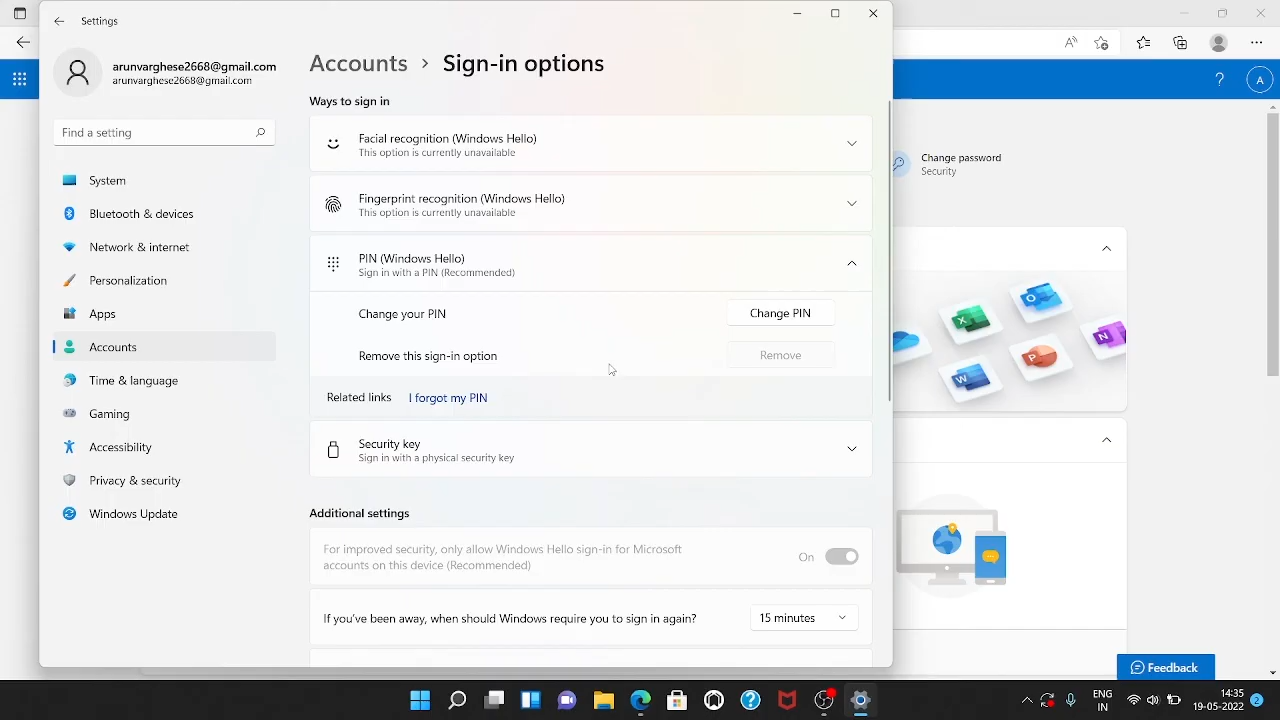 Settings
arunvarghese2668@gmail.com
arunvarghese2668@gmail.com
Find a setting
System
Bluetooth & devices
Network & internet
Personalization
Apps
Accounts
Time & language
Gaming
Accessibility
Privacy & security
Windows Update
Accounts > Sign-in options
Ways to sign in
Facial recognition (Windows Hello)
This option is currently unavailable
Fingerprint recognition (Windows Hello)
This option is currently unavailable
PIN (Windows Hello)
Sign in with a PIN (Recommended)
Change your PIN
Change PIN
Remove this sign-in option
Remove
Related links I forgot my PIN
Security key
Sign in with a physical security key
Additional settings
For improved security, only allow Windows Hello sign-in for Microsoft
accounts on this device (Recommended)
On
If you've been away, when should Windows require you to sign in again?
15 minutes
? A
Change password
Security
X
O
N
W
P
Feedback
ENG
IN
14:35
19-05-2022
2